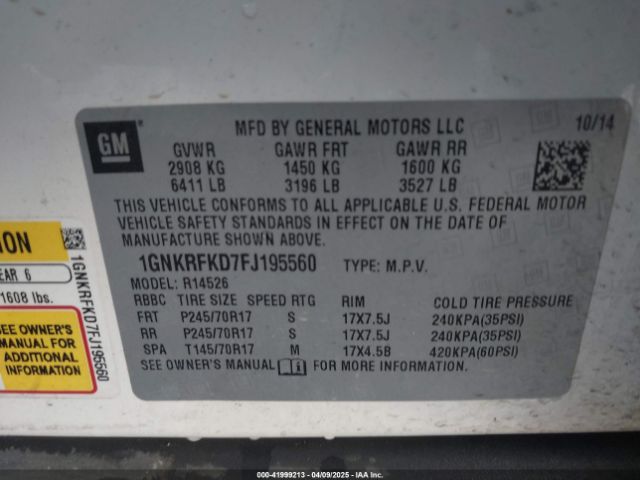 GM
MFD BY GENERAL MOTORS LLC 10/14
GVWR GAWR FRT GAWR RR
2908 KG 1450 KG 1600 KG
6411 LB 3196 LB 3527 LB
THIS VEHICLE CONFORMS TO ALL APPLICABLE U.S. FEDERAL MOTOR
VEHICLE SAFETY STANDARDS IN EFFECT ON THE DATE OF
MANUFACTURE SHOWN ABOVE.
1GNKRFKD7FJ195560 TYPE: M.P.V.
MODEL: R14526
RBBC TIRE SIZE SPEED RTG RIM COLD TIRE PRESSURE
FRT P245/70R17 S 17X7.5J 240KPA(35PSI)
RR P245/70R17 S 17X7.5J 240KPA(35PSI)
SPA T145/70R17 M 17X4.5B 420KPA(60PSI)
SEE OWNER'S MANUAL FOR MORE INFORMATION.
EAR 6
1608 lbs.
SEE OWNER'S
MANUAL FOR
ADDITIONAL
INFORMATION
1GNKRFKD7FJ195560
000-41999213 - 04/09/2025 - IAAI.com